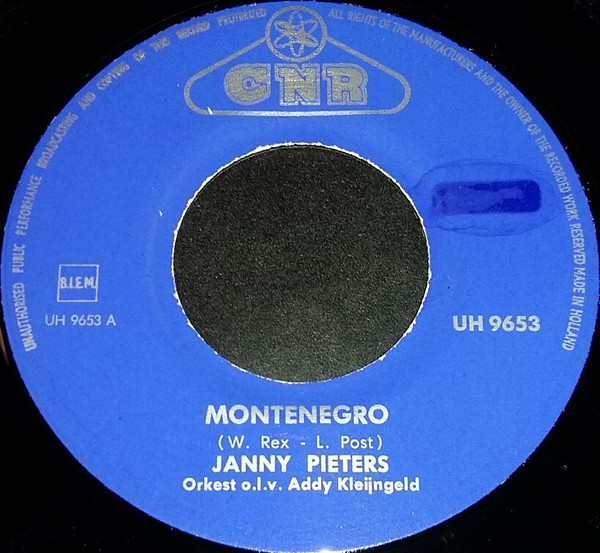 UNAUTHORISED PUBLIC PERFORMANCE BROADCASTING AND COPYING OF THIS RECORD PROHIBITED
ALL RIGHTS OF THE MANUFACTURERS AND THE OWNER OF THE RECORDED WORK RESERVED MADE IN HOLLAND
CNR
B.I.E.M.
UH 9653 A
UH 9653
MONTENEGRO
(W. Rex - L. Post)
JANNY PIETERS
Orkest o.l.v. Addy Kleijngeld